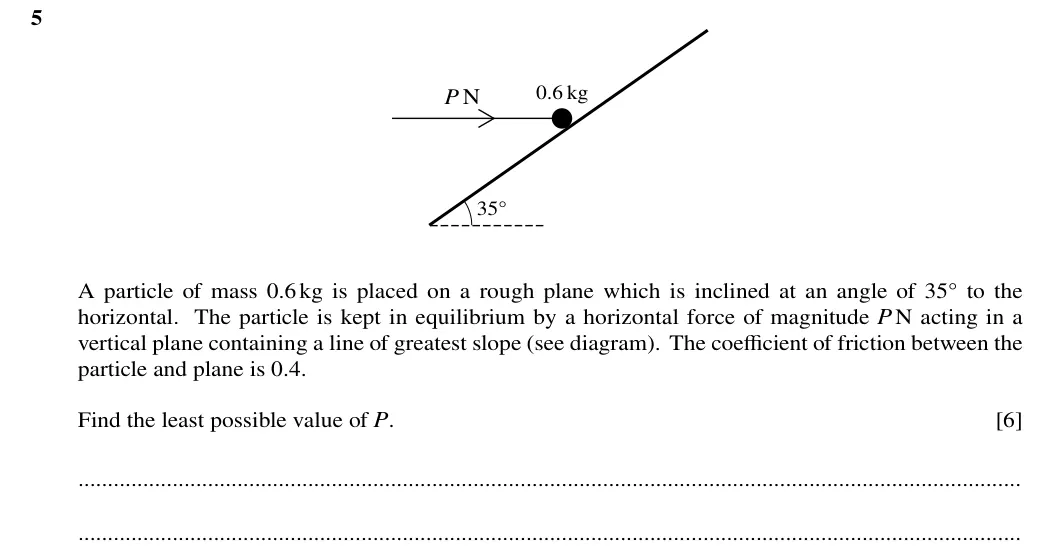 5
P N
0.6 kg
35°
A particle of mass 0.6 kg is placed on a rough plane which is inclined at an angle of 35° to the
horizontal. The particle is kept in equilibrium by a horizontal force of magnitude P N acting in a
vertical plane containing a line of greatest slope (see diagram). The coefficient of friction between the
particle and plane is 0.4.
Find the least possible value of P. [6]